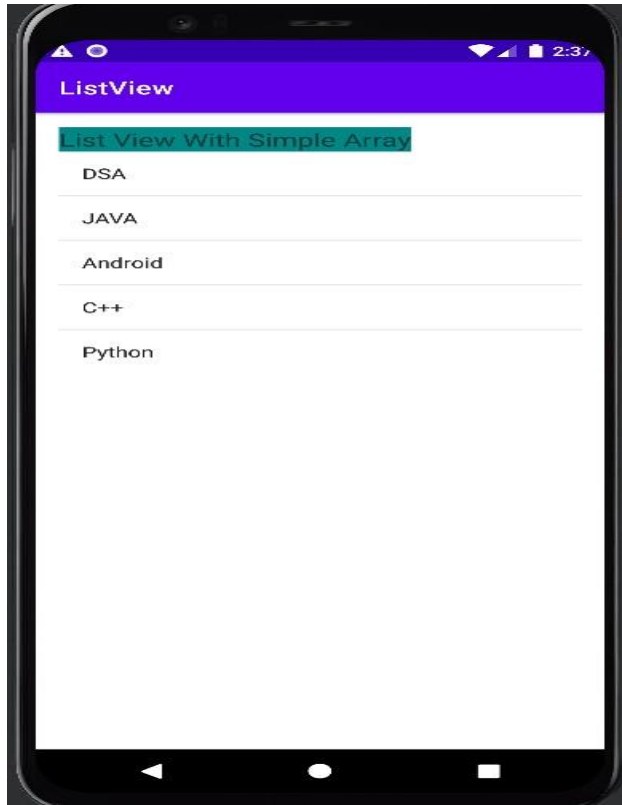 2:37
ListView
List View With Simple Array
DSA
JAVA
Android
C++
Python